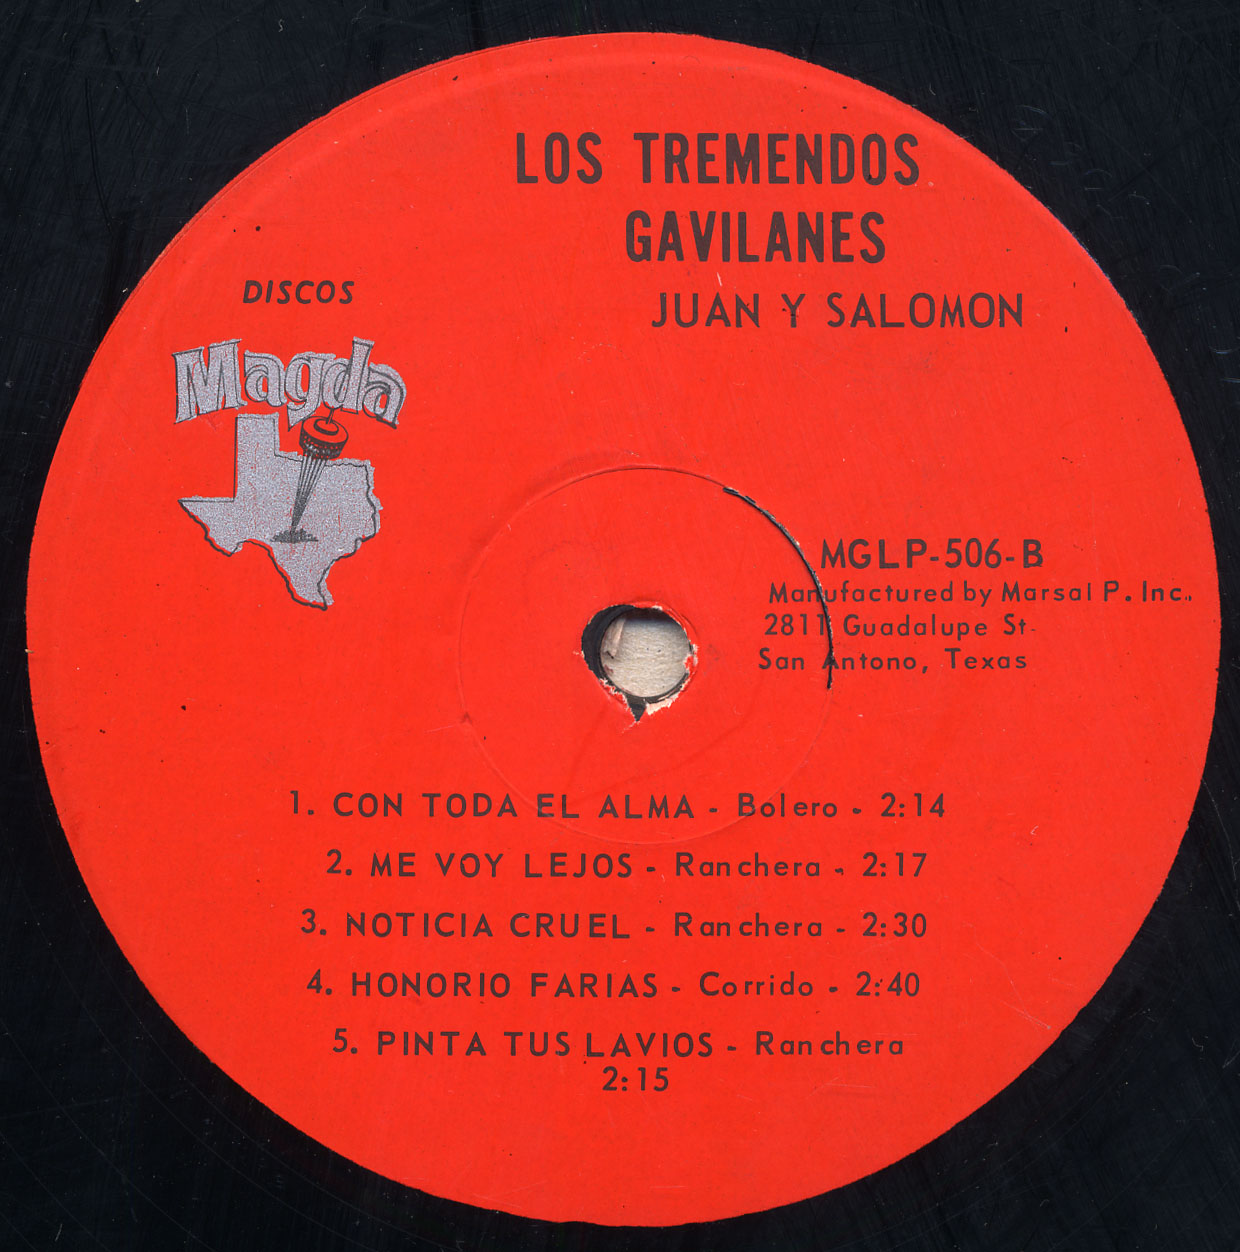 LOS TREMENDOS
GAVILANES
JUAN Y SALOMON
DISCOS
Magda
MGLP-506-B
Manufactured by Marsal P. Inc..
2811 Guadalupe St.
San Antono, Texas
1. CON TODA EL ALMA - Bolero - 2:14
2. ME VOY LEJOS - Ranchera - 2:17
3. NOTICIA CRUEL - Ranchera - 2:30
4. HONORIO FARIAS - Corrido - 2:40
5. PINTA TUS LAVIOS - Ranchera
2:15